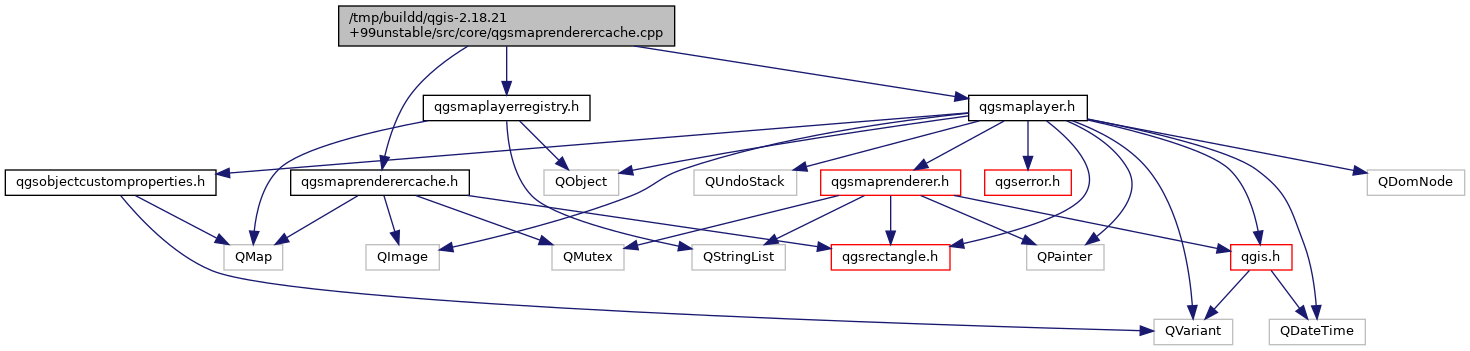 /tmp/buildd/qgis-2.18.21
+99unstable/src/core/qgsmaprenderercache.cpp
qgsmaplayerregistry.h
qgsmaplayer.h
qgsobjectcustomproperties.h
qgsmaprenderercache.h
QObject
QUndoStack
qgsmaprenderer.h
qgserror.h
QDomNode
QMap
QImage
QMutex
QStringList
qgsrectangle.h
QPainter
qgis.h
QVariant
QDateTime